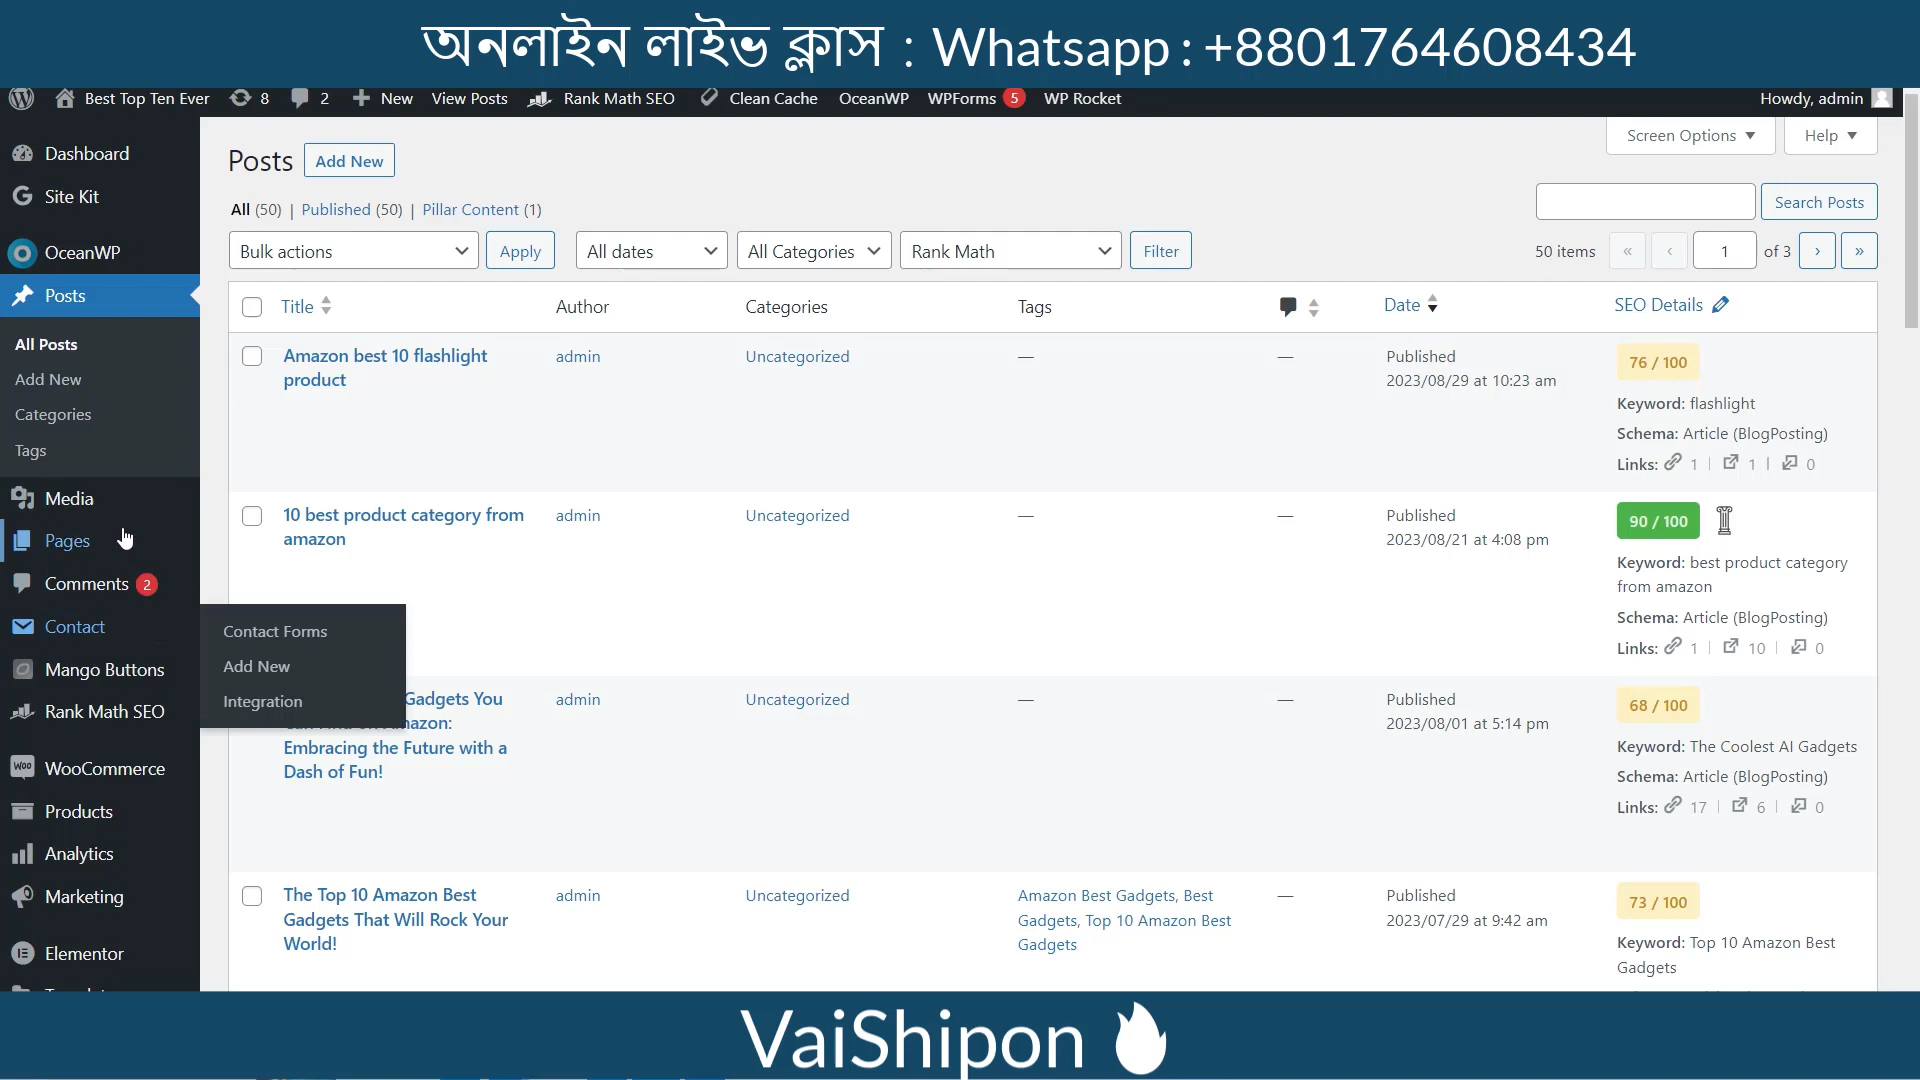 অনলাইন লাইভ ক্লাস : Whatsapp : +8801764608434
Best Top Ten Ever 8 2 New View Posts Rank Math SEO Clean Cache OceanWP WPForms 5 WP Rocket Howdy, admin
Screen Options Help
Dashboard
Site Kit
OceanWP
Posts
All Posts
Add New
Categories
Tags
Media
Pages
Comments 2
Contact
Mango Buttons
Rank Math SEO
WooCommerce
Products
Analytics
Marketing
Elementor
Contact Forms
Add New
Integration
Posts Add New
All (50) | Published (50) | Pillar Content (1)
Search Posts
Bulk actions Apply All dates All Categories Rank Math Filter
50 items « ‹ 1 of 3 › »
Title Author Categories Tags Date SEO Details
Amazon best 10 flashlight
product
admin
Uncategorized
—
—
Published
2023/08/29 at 10:23 am
76 / 100
Keyword: flashlight
Schema: Article (BlogPosting)
Links: 1 | 1 | 0
10 best product category from
amazon
admin
Uncategorized
—
—
Published
2023/08/21 at 4:08 pm
90 / 100
Keyword: best product category
from amazon
Schema: Article (BlogPosting)
Links: 1 | 10 | 0
Gadgets You
Embracing the Future with a
Dash of Fun!
admin
Uncategorized
—
—
Published
2023/08/01 at 5:14 pm
68 / 100
Keyword: The Coolest AI Gadgets
Schema: Article (BlogPosting)
Links: 17 | 6 | 0
The Top 10 Amazon Best
Gadgets That Will Rock Your
World!
admin
Uncategorized
Amazon Best Gadgets, Best
Gadgets, Top 10 Amazon Best
Gadgets
—
Published
2023/07/29 at 9:42 am
73 / 100
Keyword: Top 10 Amazon Best
Gadgets
VaiShipon